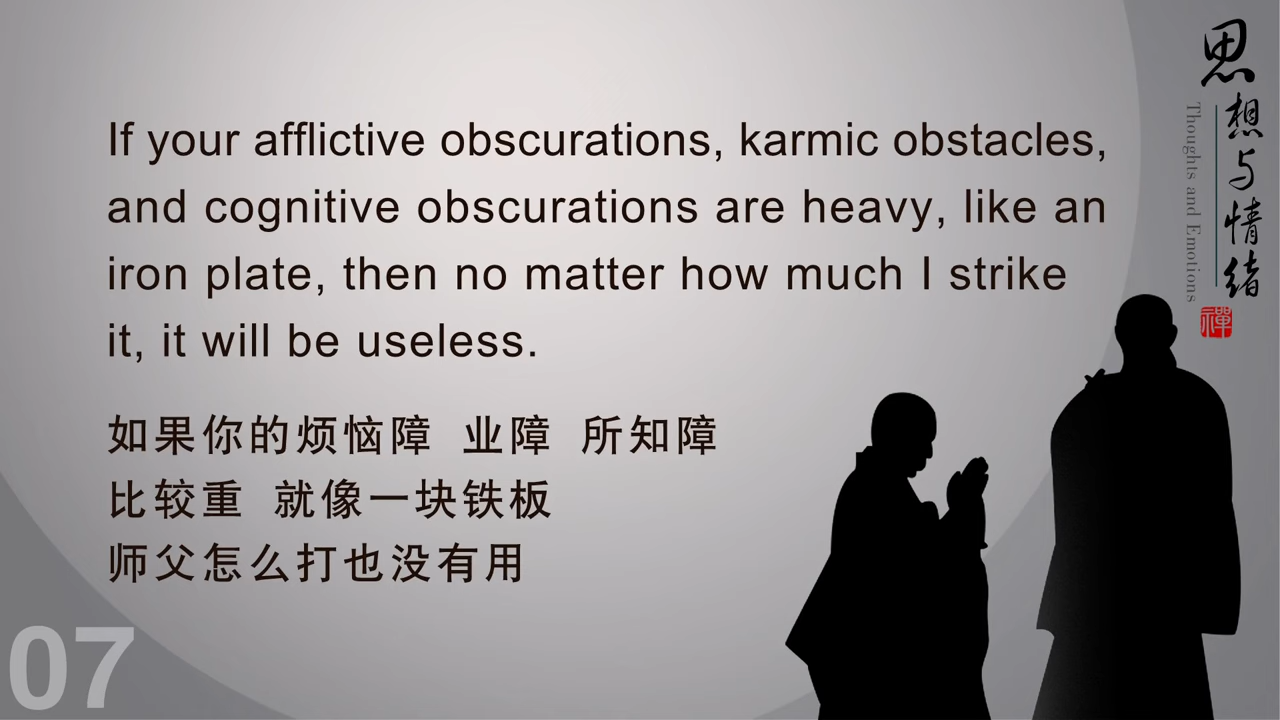 If your afflictive obscurations, karmic obstacles,
and cognitive obscurations are heavy, like an
iron plate, then no matter how much I strike
it, it will be useless.
如果你的烦恼障 业障 所知障
比较重 就像一块铁板
师父怎么打也没有用
思想与情绪
Thoughts and Emotions
禪
07